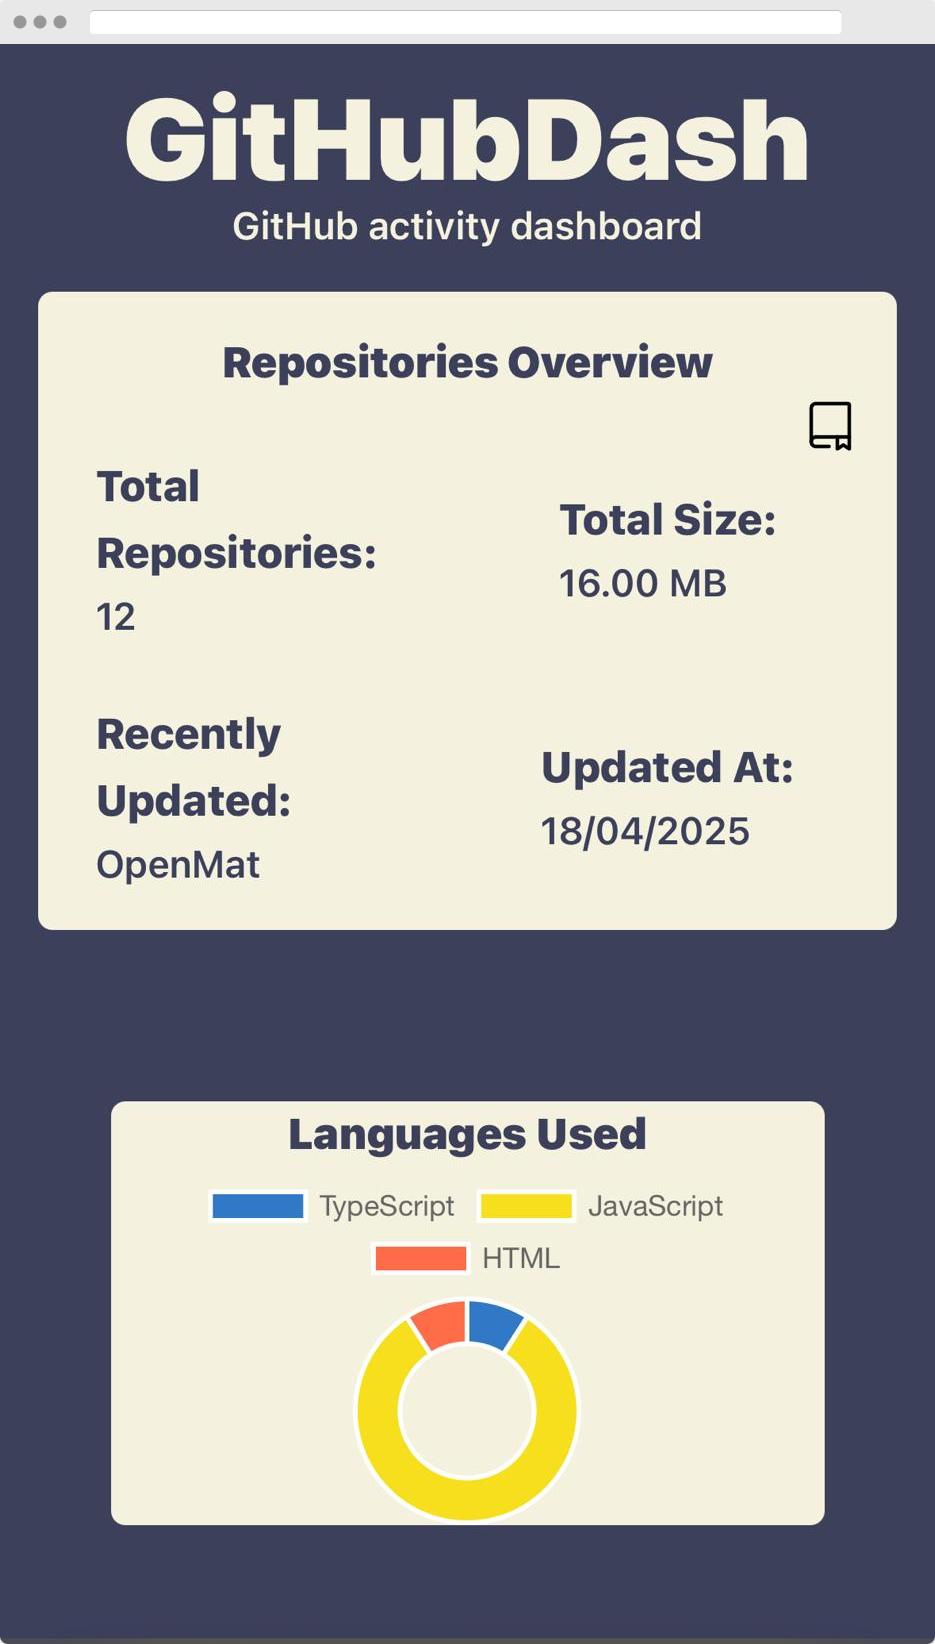 GitHubDash
GitHub activity dashboard
Repositories Overview
Total
Repositories:
12
Total Size:
16.00 MB
Recently
Updated:
OpenMat
Updated At:
18/04/2025
Languages Used
TypeScript JavaScript
HTML